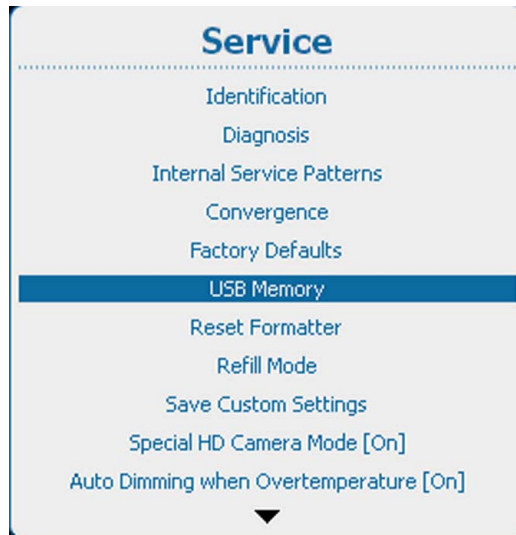 Service
Identification
Diagnosis
Internal Service Patterns
Convergence
Factory Defaults
USB Memory
Reset Formatter
Refill Mode
Save Custom Settings
Special HD Camera Mode [On]
Auto Dimming when Overtemperature [On]